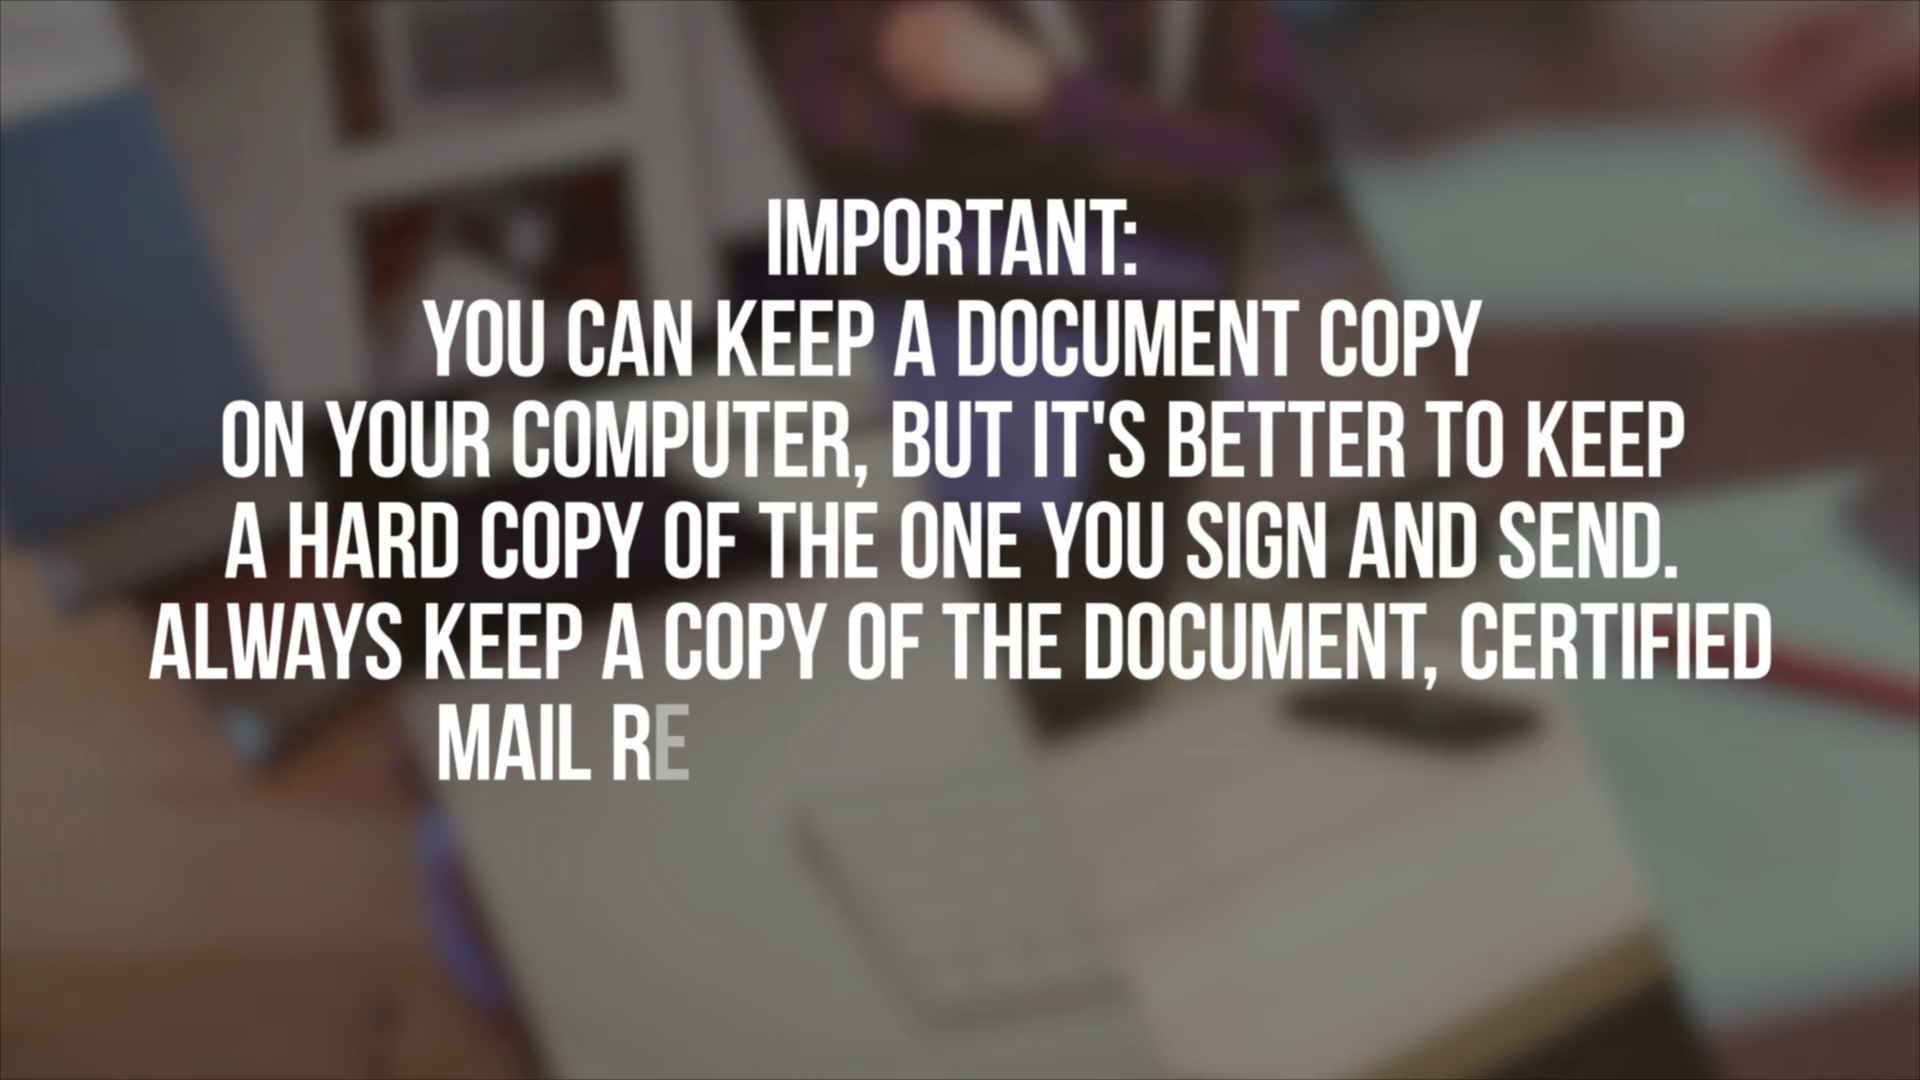 IMPORTANT:
YOU CAN KEEP A DOCUMENT COPY
ON YOUR COMPUTER, BUT IT'S BETTER TO KEEP
A HARD COPY OF THE ONE YOU SIGN AND SEND.
ALWAYS KEEP A COPY OF THE DOCUMENT, CERTIFIED
MAIL RE